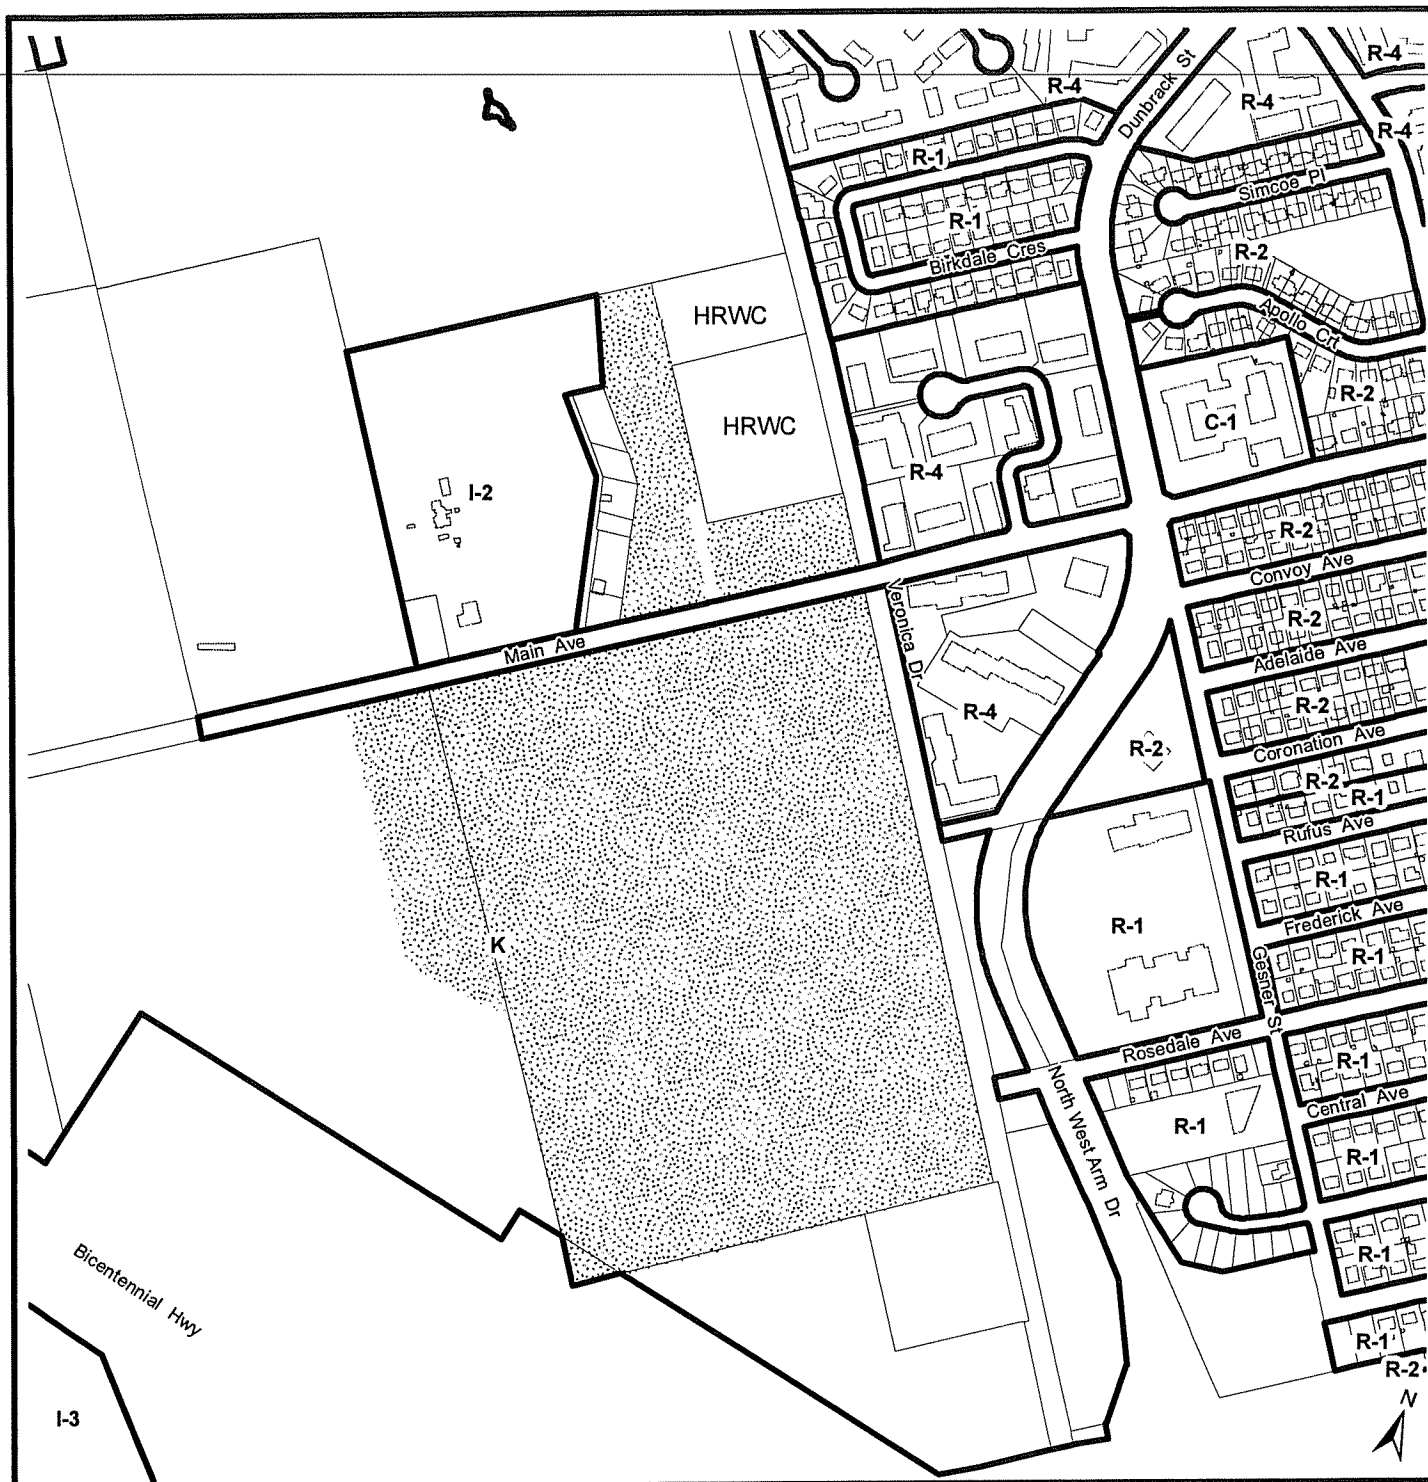 R-4
R-4
Dunbrack St
R-4
R-4
R-1
Simcoe Pl
R-1
R-2
Birkdale Cres
HRWC
Apollo Crt
R-2
C-1
HRWC
R-4
I-2
R-2
Convoy Ave
Veronica Dr
R-2
Main Ave
Adelaide Ave
R-4
R-2
R-2
Coronation Ave
R-2
R-1
Rufus Ave
R-1
Frederick Ave
R-1
K
R-1
Gesner St
Rosedale Ave
R-1
North West Arm Dr
Central Ave
R-1
R-1
Bicentennial Hwy
R-1
R-1
R-2
N
I-3